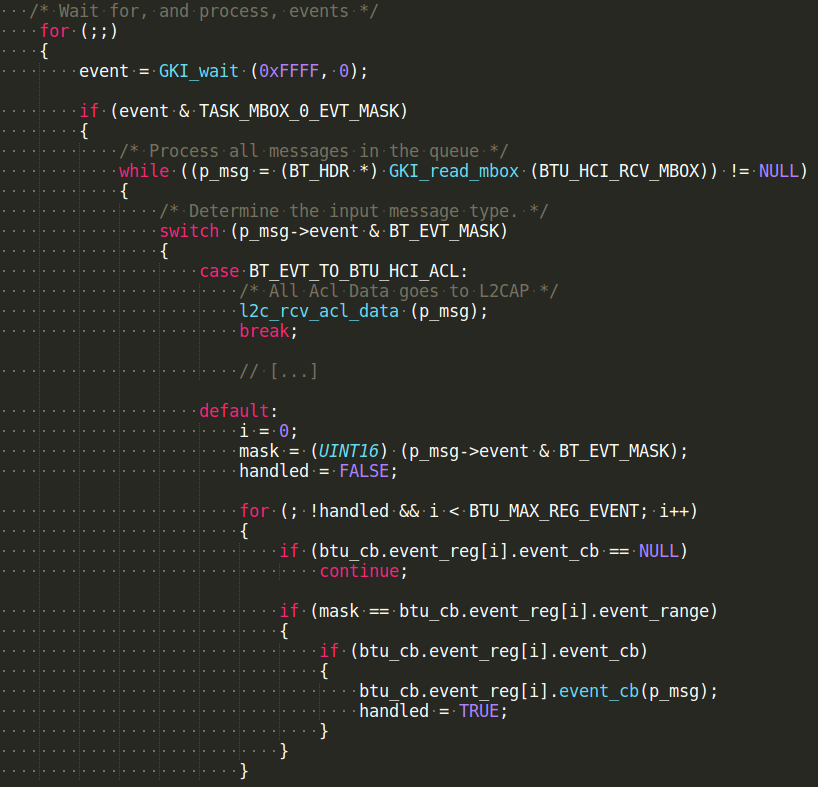 /* Wait for, and process, events */
for (;;)
{
event = GKI_wait (0xFFFF, 0);
if (event & TASK_MBOX_0_EVT_MASK)
{
/* Process all messages in the queue */
while ((p_msg = (BT_HDR *) GKI_read_mbox (BTU_HCI_RCV_MBOX)) != NULL)
{
/* Determine the input message type. */
switch (p_msg->event & BT_EVT_MASK)
{
case BT_EVT_TO_BTU_HCI_ACL:
/* All Acl Data goes to L2CAP */
l2c_rcv_acl_data (p_msg);
break;
// [...]
default:
i = 0;
mask = (UINT16) (p_msg->event & BT_EVT_MASK);
handled = FALSE;
for (; !handled && i < BTU_MAX_REG_EVENT; i++)
{
if (btu_cb.event_reg[i].event_cb == NULL)
continue;
if (mask == btu_cb.event_reg[i].event_range)
{
if (btu_cb.event_reg[i].event_cb)
{
btu_cb.event_reg[i].event_cb(p_msg);
handled = TRUE;
}
}
}